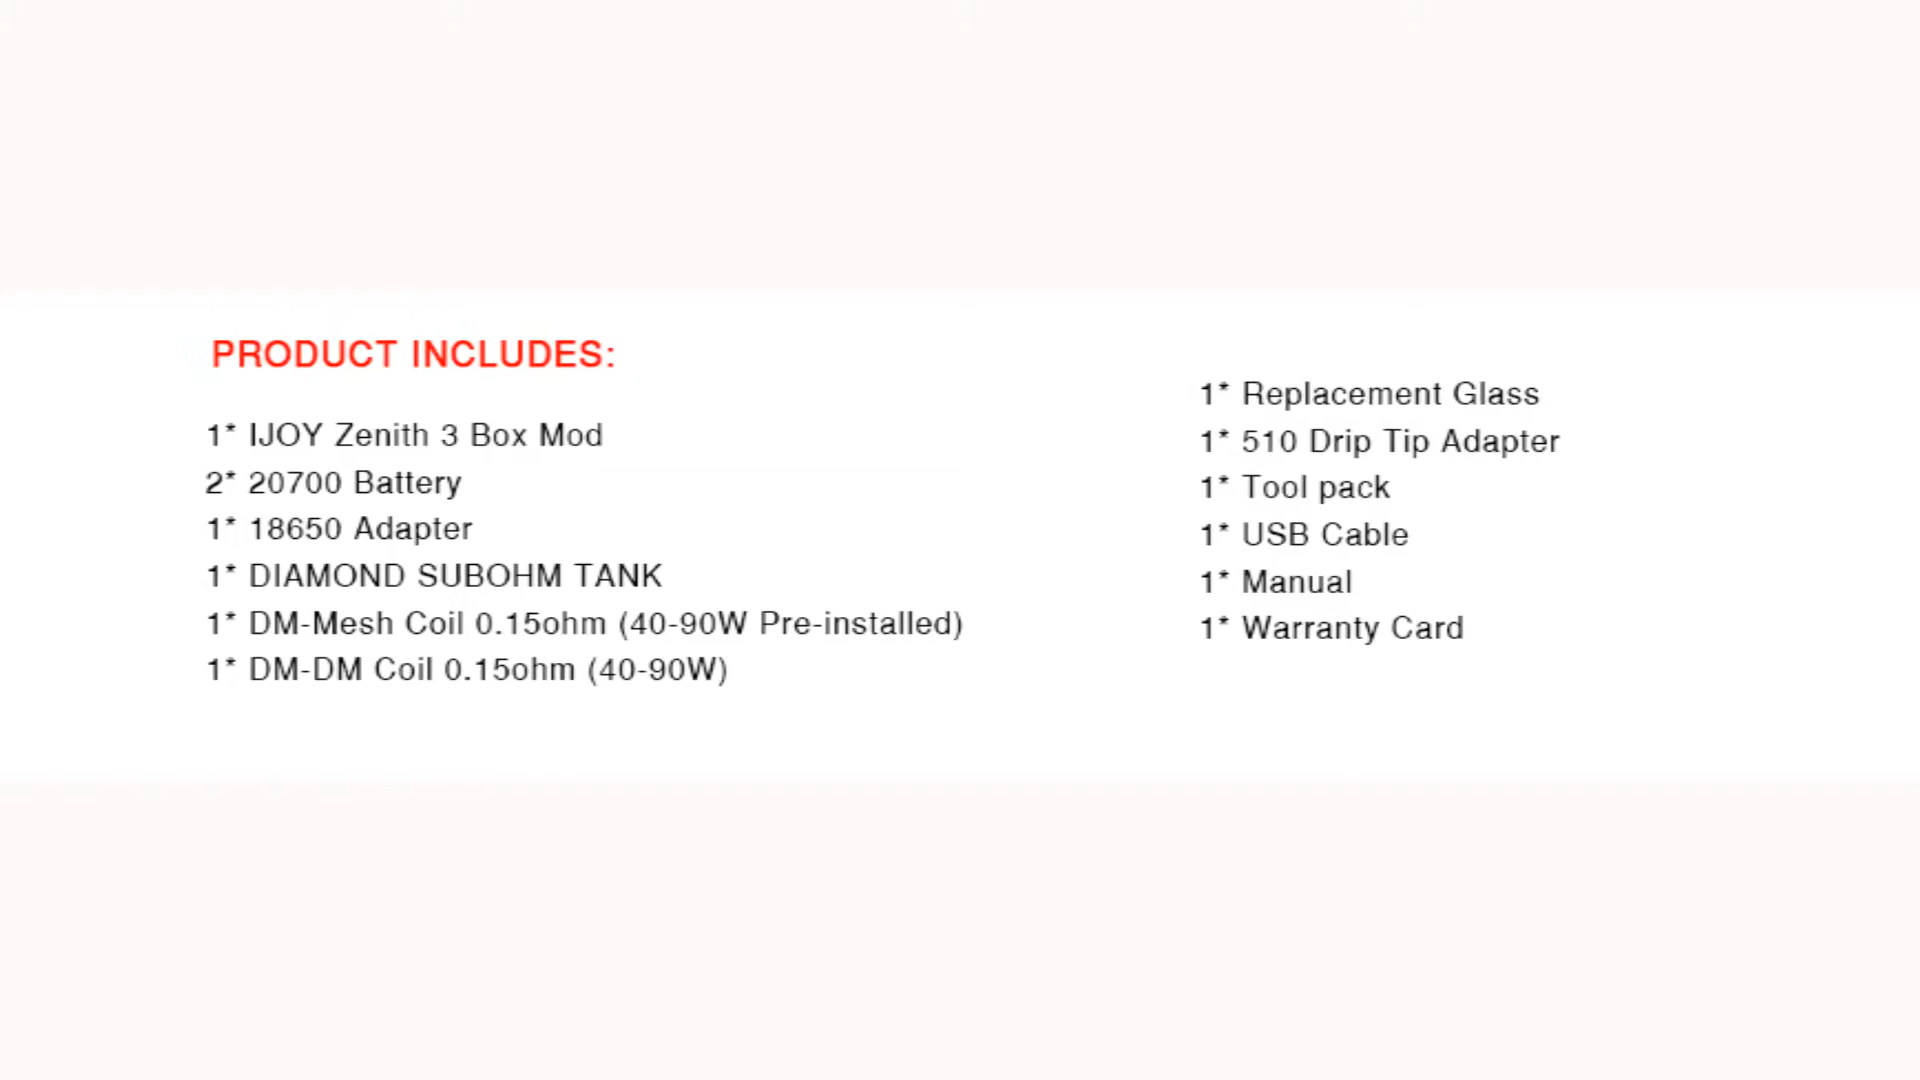 PRODUCT INCLUDES:
1* IJOY Zenith 3 Box Mod
2* 20700 Battery
1* 18650 Adapter
1* DIAMOND SUBOHM TANK
1* DM-Mesh Coil 0.15ohm (40-90W Pre-installed)
1* DM-DM Coil 0.15ohm (40-90W)
1* Replacement Glass
1* 510 Drip Tip Adapter
1* Tool pack
1* USB Cable
1* Manual
1* Warranty Card